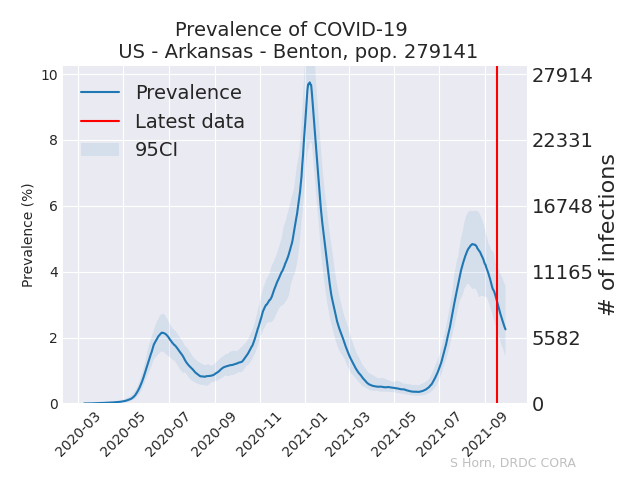 Prevalence of COVID-19
US - Arkansas - Benton, pop. 279141
Prevalence
Latest data
95CI
Prevalence (%)
10
8
6
4
2
0
27914
22331
16748
11165
5582
0
# of infections
2020-03
2020-05
2020-07
2020-09
2020-11
2021-01
2021-03
2021-05
2021-07
2021-09
S Horn, DRDC CORA